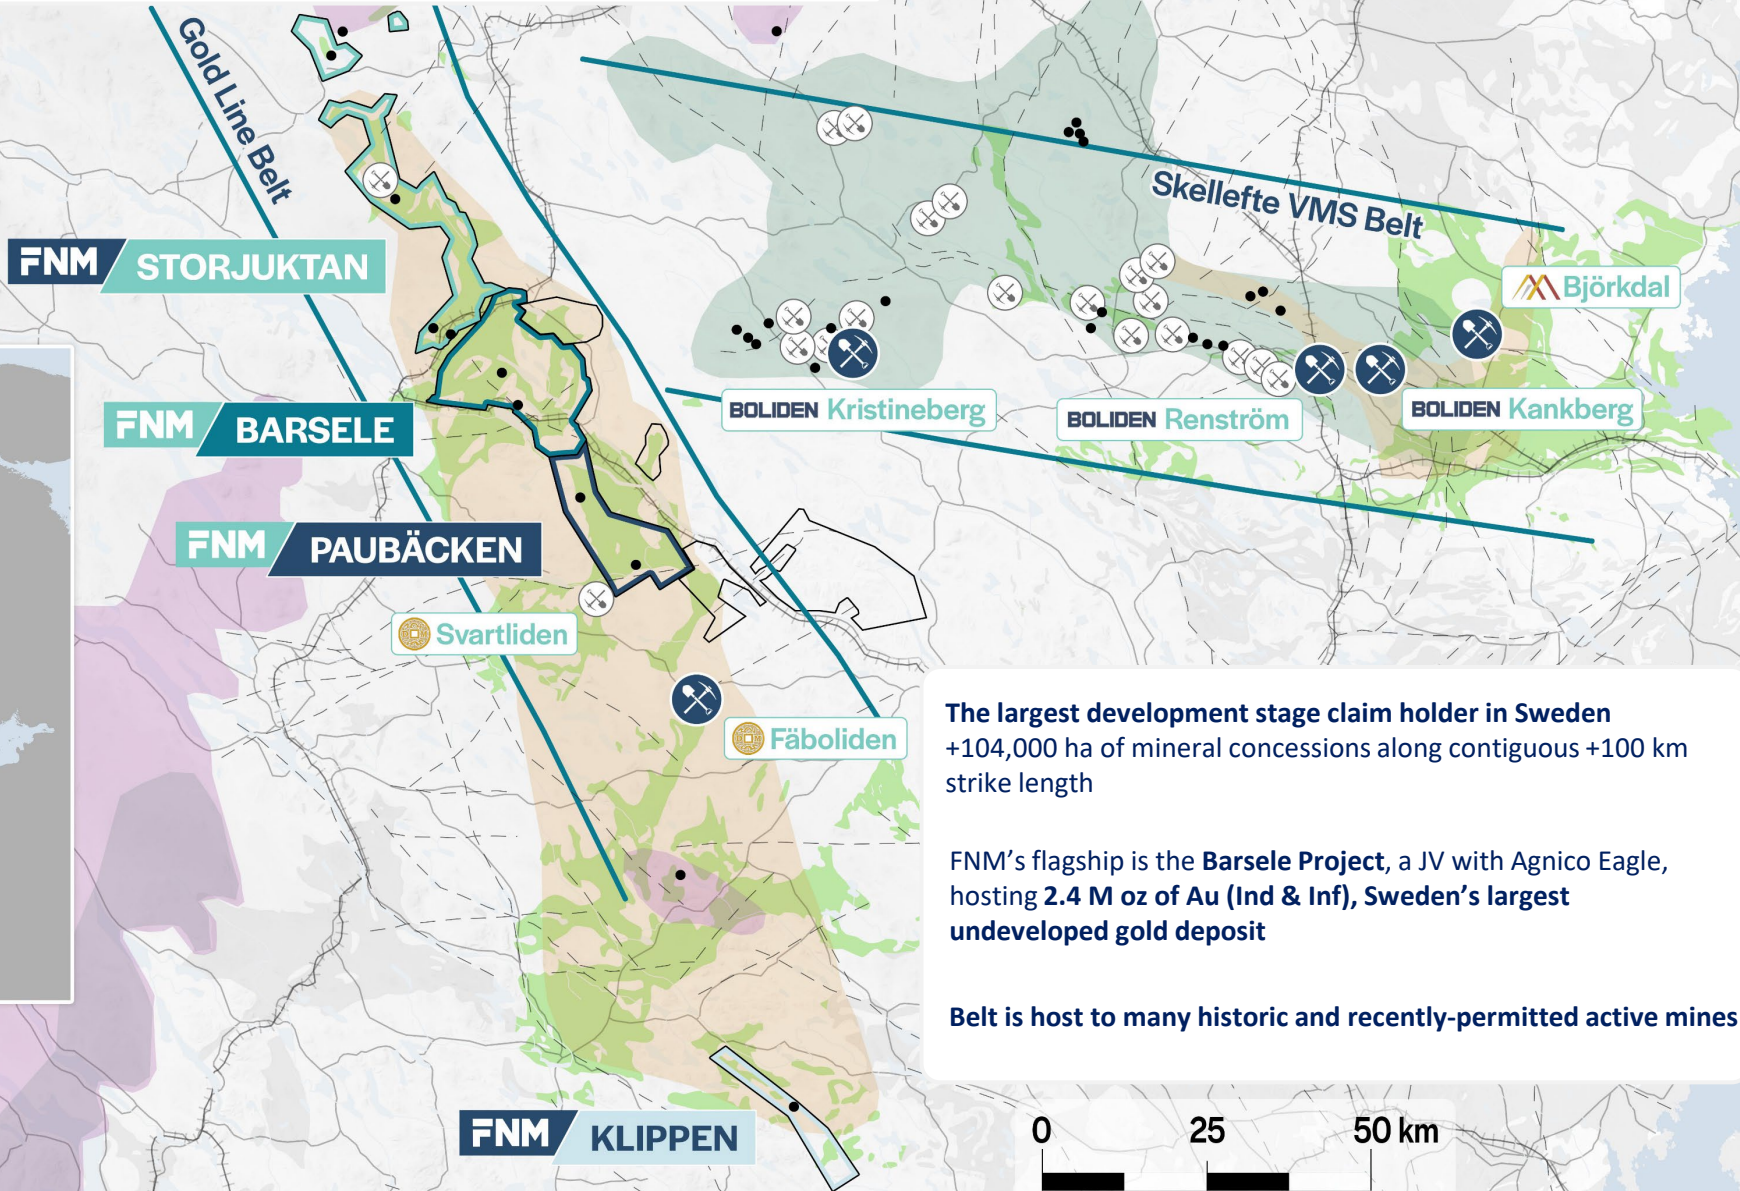 Gold Line Belt
Skellefte VMS Belt
FNM STORJUKTAN
Björkdal
BOLIDEN Kristineberg
BOLIDEN Renström
BOLIDEN Kankberg
FNM BARSELE
FNM PAUBÄCKEN
Svartliden
Fäboliden
The largest development stage claim holder in Sweden
+104,000 ha of mineral concessions along contiguous +100 km
strike length
FNM’s flagship is the Barsele Project, a JV with Agnico Eagle,
hosting 2.4 M oz of Au (Ind & Inf), Sweden’s largest
undeveloped gold deposit
Belt is host to many historic and recently-permitted active mines
FNM KLIPPEN
0 25 50 km